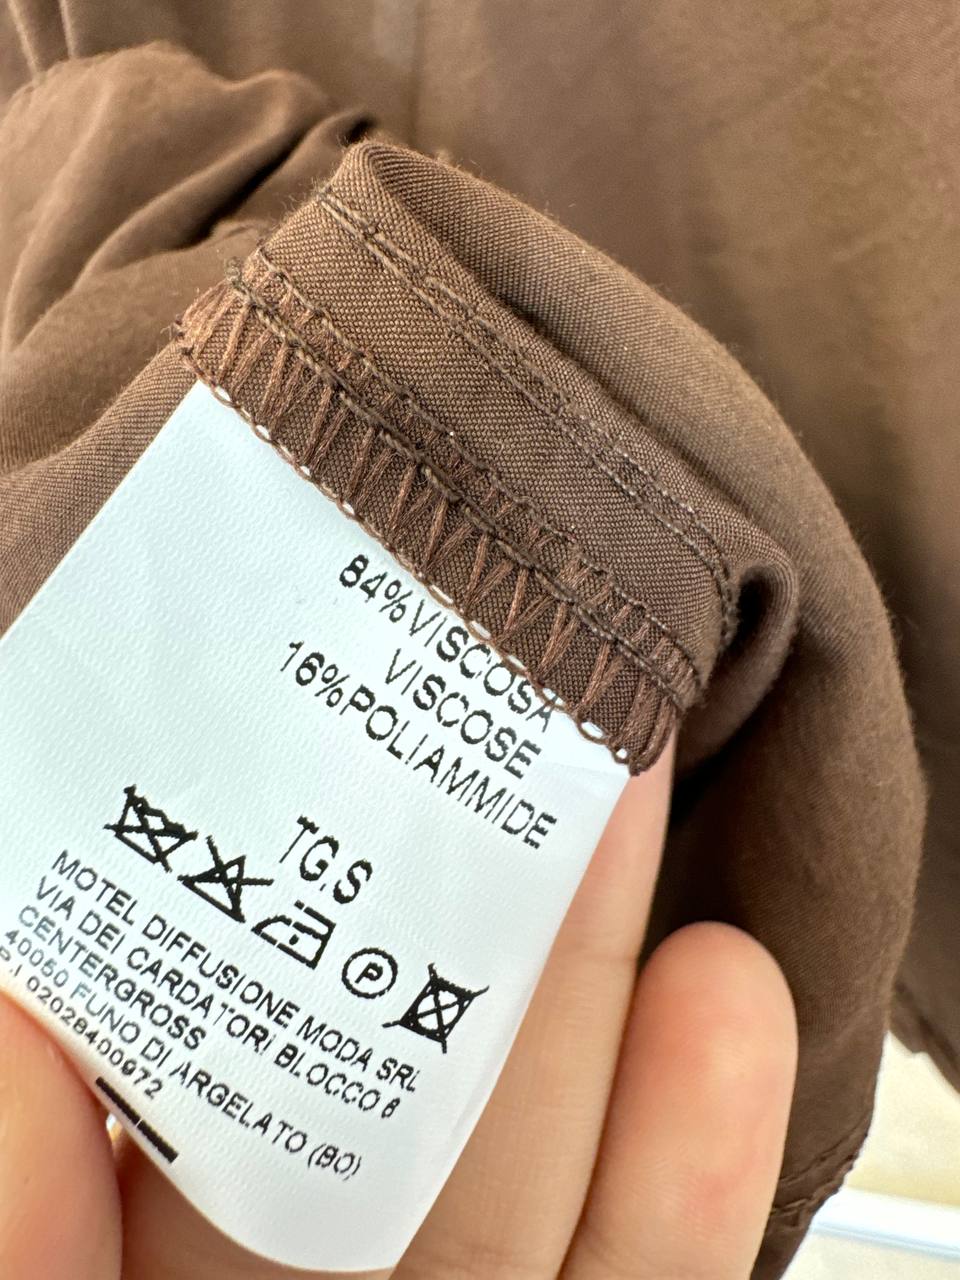 84%VISCOSA
VISCOSE
16%POLIAMMIDE
TG.S
P
MOTEL DIFFUSIONE MODA SRL
VIA DEI CARDATORI BLOCCO 8
CENTERGROSS
40050 FUNO DI ARGELATO (BO)
P.I 02028400972